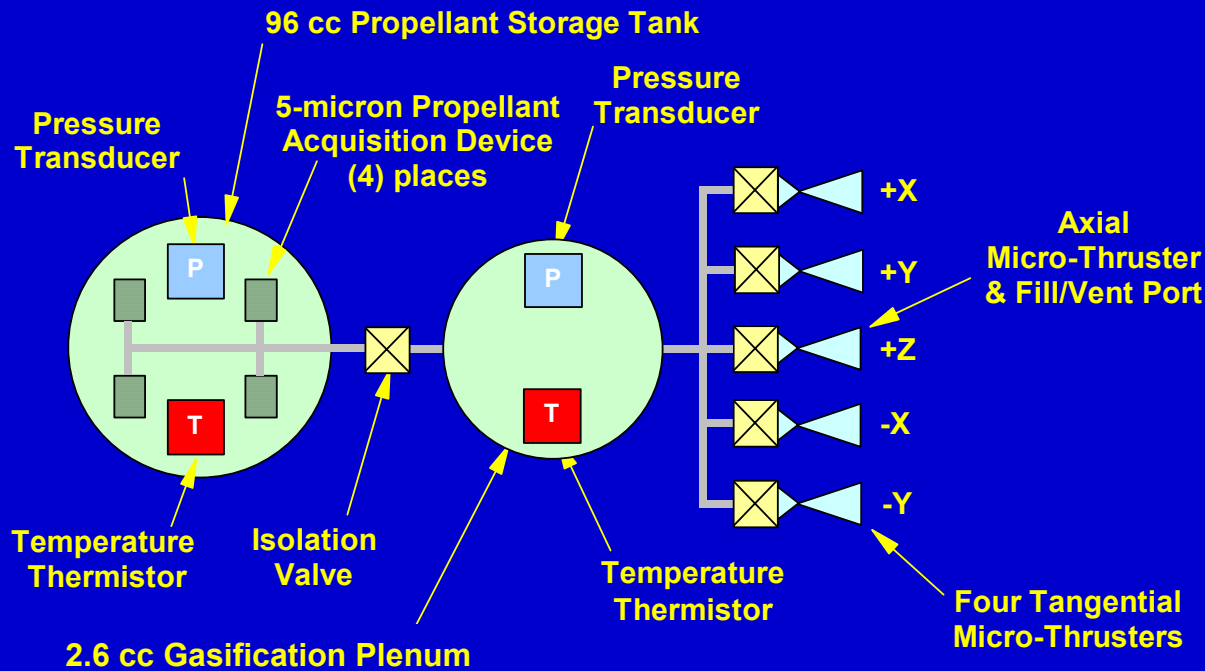 96 cc Propellant Storage Tank
Pressure
Transducer
5-micron Propellant
Acquisition Device
(4) places
Pressure
Transducer
P
T
P
T
+X
+Y
+Z
-X
-Y
Axial
Micro-Thruster
& Fill/Vent Port
Temperature
Thermistor
Isolation
Valve
Temperature
Thermistor
Four Tangential
Micro-Thrusters
2.6 cc Gasification Plenum